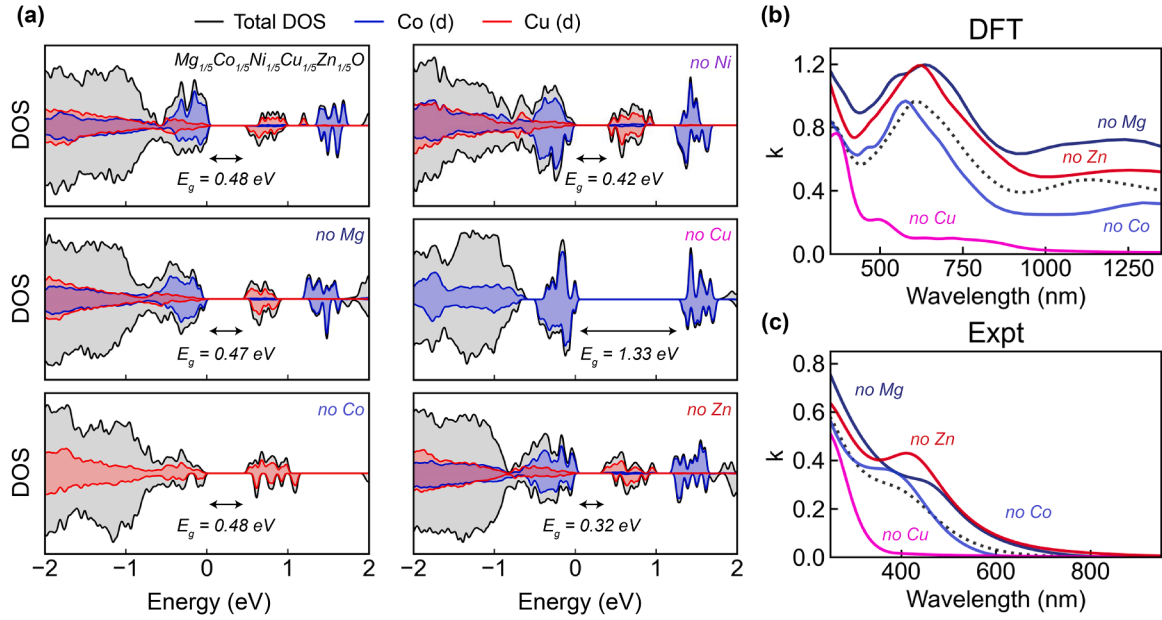 (a)
Total DOS Co (d) Cu (d)
DOS
Mg1/5Co1/5Ni1/5Cu1/5Zn1/5O
Eg = 0.48 eV
no Ni
Eg = 0.42 eV
DOS
no Mg
Eg = 0.47 eV
no Cu
Eg = 1.33 eV
DOS
no Co
Eg = 0.48 eV
no Zn
Eg = 0.32 eV
−2 −1 0 1 2
Energy (eV)
−2 −1 0 1 2
Energy (eV)
(b)
DFT
k
1.2
0.8
0.4
0.0
no Mg
no Zn
no Cu
no Co
500 750 1000 1250
Wavelength (nm)
(c)
Expt
k
0.8
0.6
0.4
0.2
0.0
no Mg
no Zn
no Co
no Cu
400 600 800
Wavelength (nm)